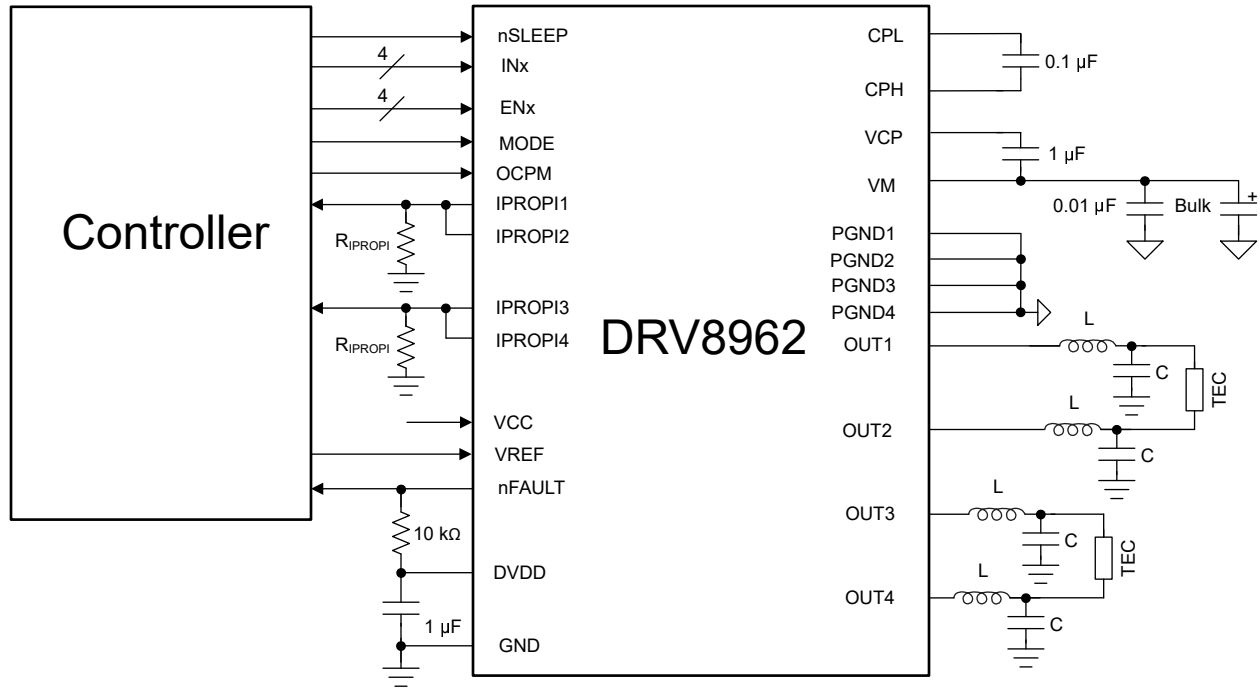 Controller
DRV8962
nSLEEP
4
INx
4
ENx
MODE
OCPM
IPROPI1
IPROPI2
RIPROPI
IPROPI3
IPROPI4
RIPROPI
VCC
VREF
nFAULT
10 kΩ
DVDD
1 µF
GND
CPL
0.1 µF
CPH
VCP
1 µF
VM
0.01 µF
Bulk
+
PGND1
PGND2
PGND3
PGND4
L
OUT1
C
TEC
L
OUT2
C
L
OUT3
C
TEC
L
OUT4
C